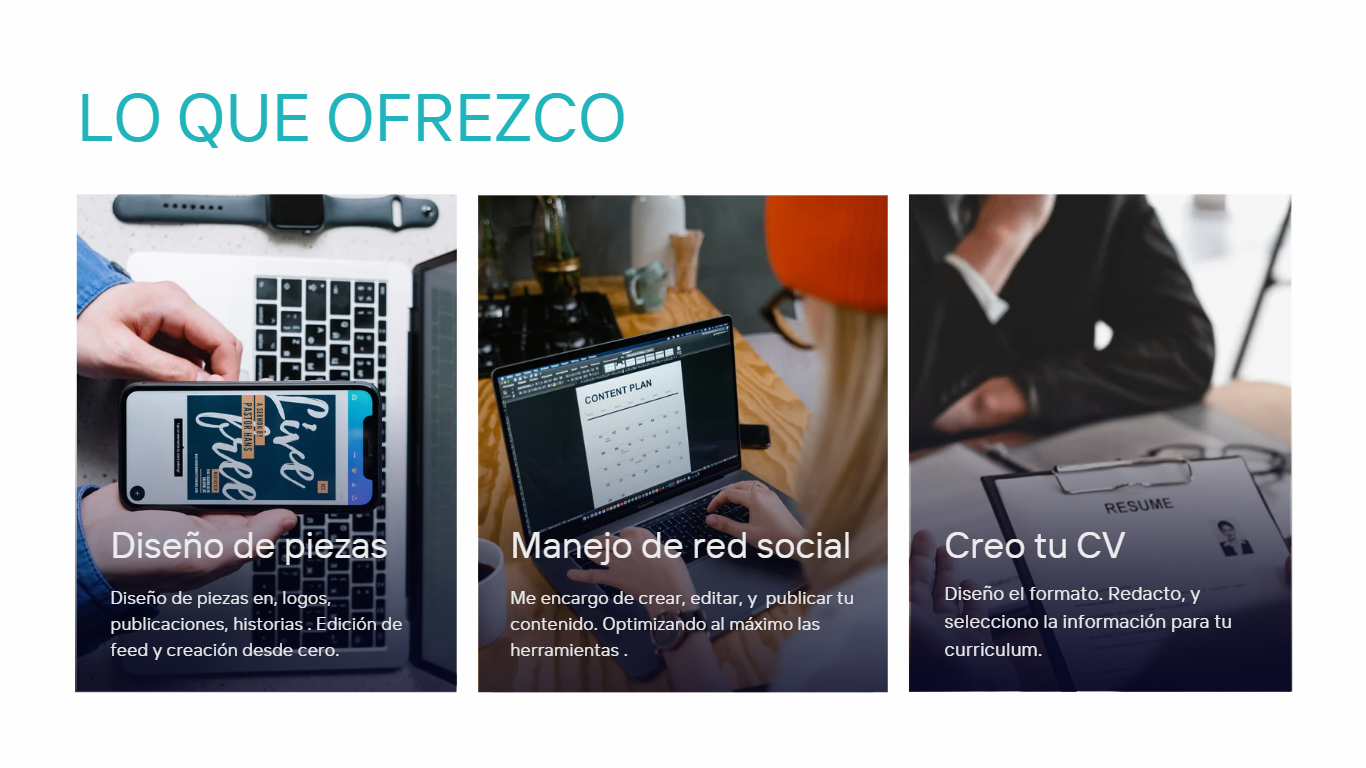 LO QUE OFREZCO
Live
free
A SERMON BY
PASTOR HANS
CONTENT PLAN
RESUME
Diseño de piezas
Diseño de piezas en, logos,
publicaciones, historias . Edición de
feed y creación desde cero.
Manejo de red social
Me encargo de crear, editar, y  publicar tu
contenido. Optimizando al máximo las
herramientas .
Creo tu CV
Diseño el formato. Redacto, y
selecciono la información para tu
curriculum.